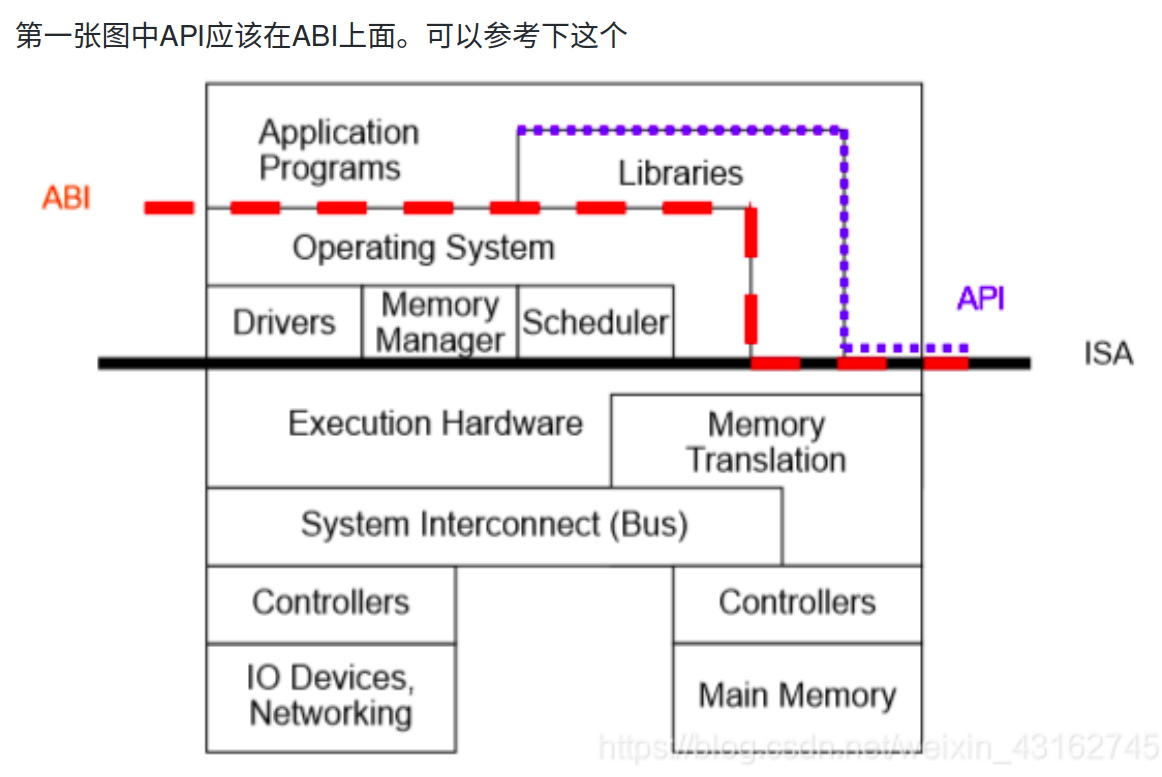 第一张图中API应该在ABI上面。可以参考下这个
Application
Programs
Libraries
ABI
Operating System
Drivers
Memory
Manager
Scheduler
API
ISA
Execution Hardware
Memory
Translation
System Interconnect (Bus)
Controllers
Controllers
IO Devices,
Networking
Main Memory
https://blog.csdn.net/weixin_43162745